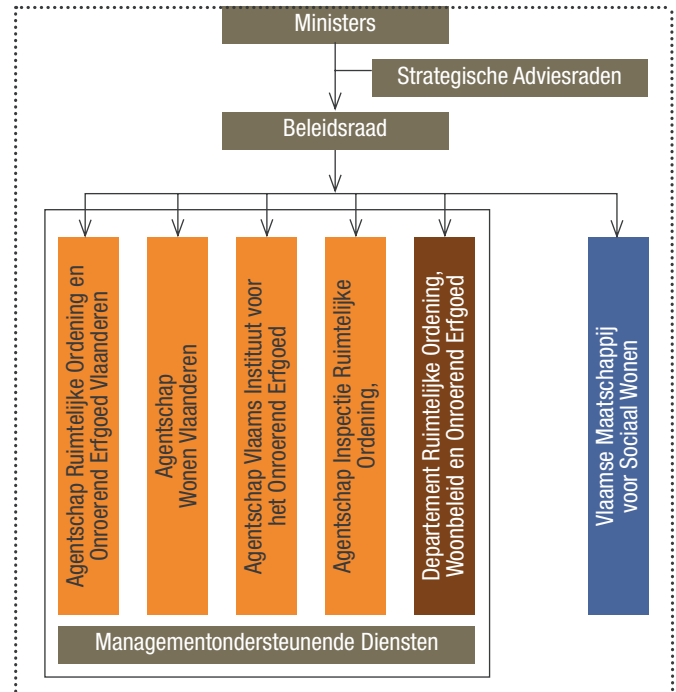 Ministers
Strategische Adviesraden
Beleidsraad
Agentschap Ruimtelijke Ordening en
Onroerend Erfgoed Vlaanderen
Agentschap
Wonen Vlaanderen
Agentschap Vlaams Instituut voor
het Onroerend Erfgoed
Agentschap Inspectie Ruimtelijke
Ordening,
Departement Ruimtelijke Ordening,
Woonbeleid en Onroerend Erfgoed
Vlaamse Maatschappij
voor Sociaal Wonen
Managementondersteunende Diensten